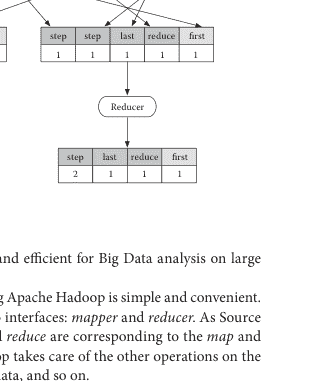 step step last reduce first
1 1 1 1 1
Reducer
step last reduce first
2 1 1 1
and efficient for Big Data analysis on large
Apache Hadoop is simple and convenient.
interfaces: mapper and reducer. As Source
reduce are corresponding to the map and
takes care of the other operations on the
and so on.